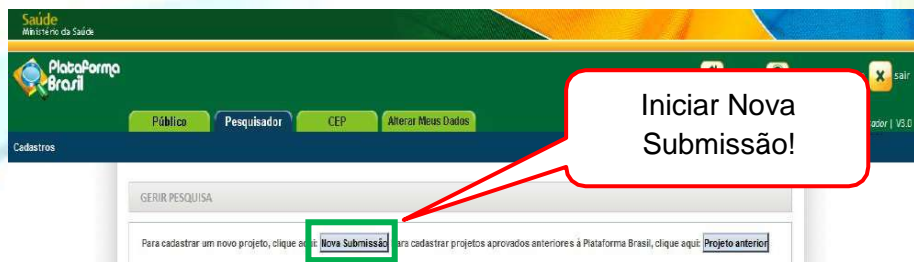 Saúde
Ministério da Saúde
Plataforma
Brasil
sair
Iniciar Nova
Submissão!
Público Pesquisador CEP Alterar Meus Dados
V3.0
Cadastros
GERIR PESQUISA
Para cadastrar um novo projeto, clique aqui: Nova Submissão Para cadastrar projetos aprovados anteriores à Plataforma Brasil, clique aqui: Projeto anterior